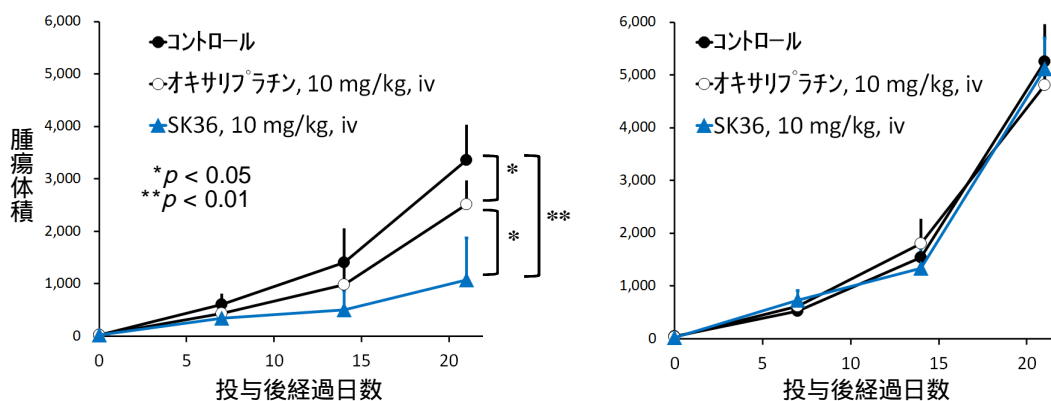 6,000
5,000
4,000
3,000
2,000
1,000
0
腫瘍体積
コントロール
オキサリプラチン, 10 mg/kg, iv
SK36, 10 mg/kg, iv
*p < 0.05
**p < 0.01
*
*
**
0 5 10 15 20
投与後経過日数
6,000
5,000
4,000
3,000
2,000
1,000
0
コントロール
オキサリプラチン, 10 mg/kg, iv
SK36, 10 mg/kg, iv
0 5 10 15 20
投与後経過日数